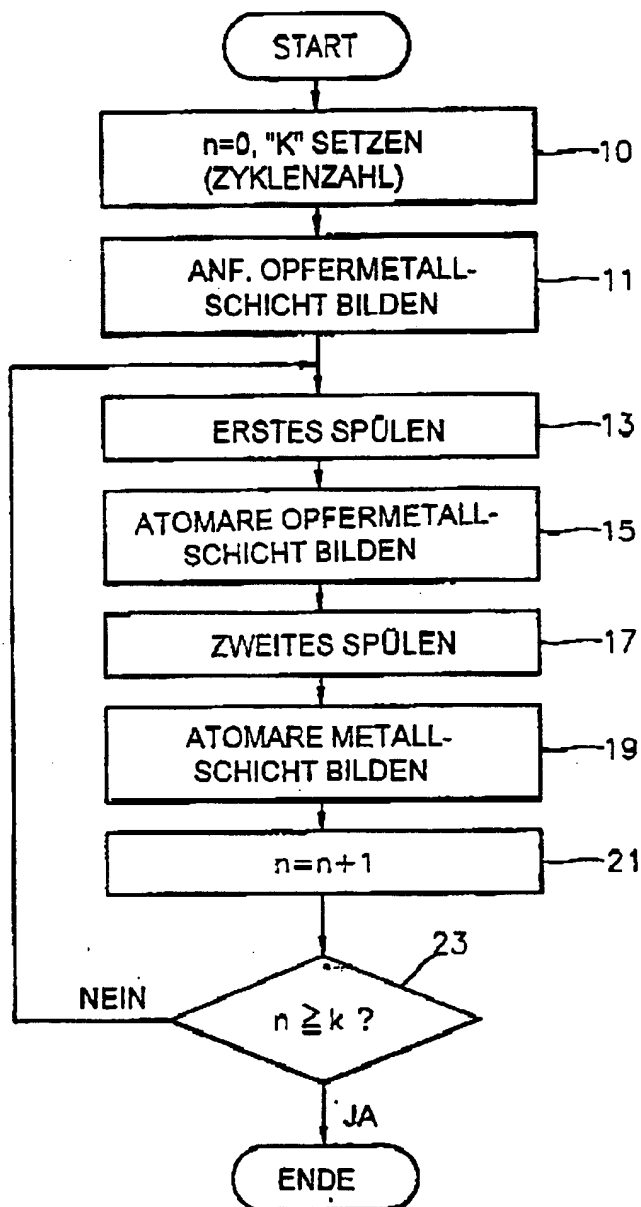 START
n=0, "K" SETZEN
(ZYKLENZAHL)
10
ANF. OPFERMETALL-
SCHICHT BILDEN
11
ERSTES SPÜLEN
13
ATOMARE OPFERMETALL-
SCHICHT BILDEN
15
ZWEITES SPÜLEN
17
ATOMARE METALL-
SCHICHT BILDEN
19
n=n+1
21
23
NEIN
n ≧ k ?
JA
ENDE